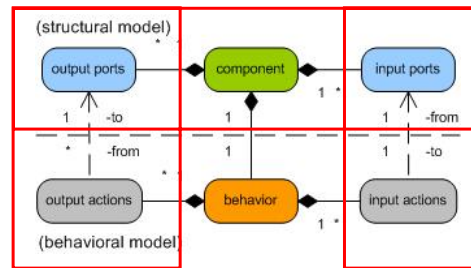 (structural model)
* *
output ports
component
input ports
1 *
1 -to
1
1 -from
* -from
1
1 -to
* *
output actions
behavior
input actions
1 *
(behavioral model)